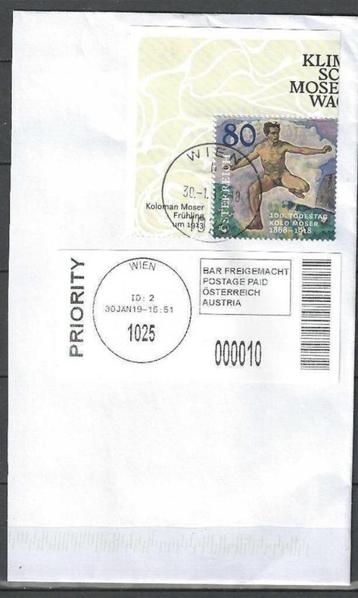 KLIM
SC
MOSE
WAG
80
ÖSTERREICH
WIEN
30.-1.
Koloman Moser
Frühling
um 1913
100. TODESTAG
KOLO MOSER
1868–1918
PRIORITY
WIEN
ID: 2
30JAN19-15:51
1025
BAR FREIGEMACHT
POSTAGE PAID
ÖSTERREICH
AUSTRIA
000010